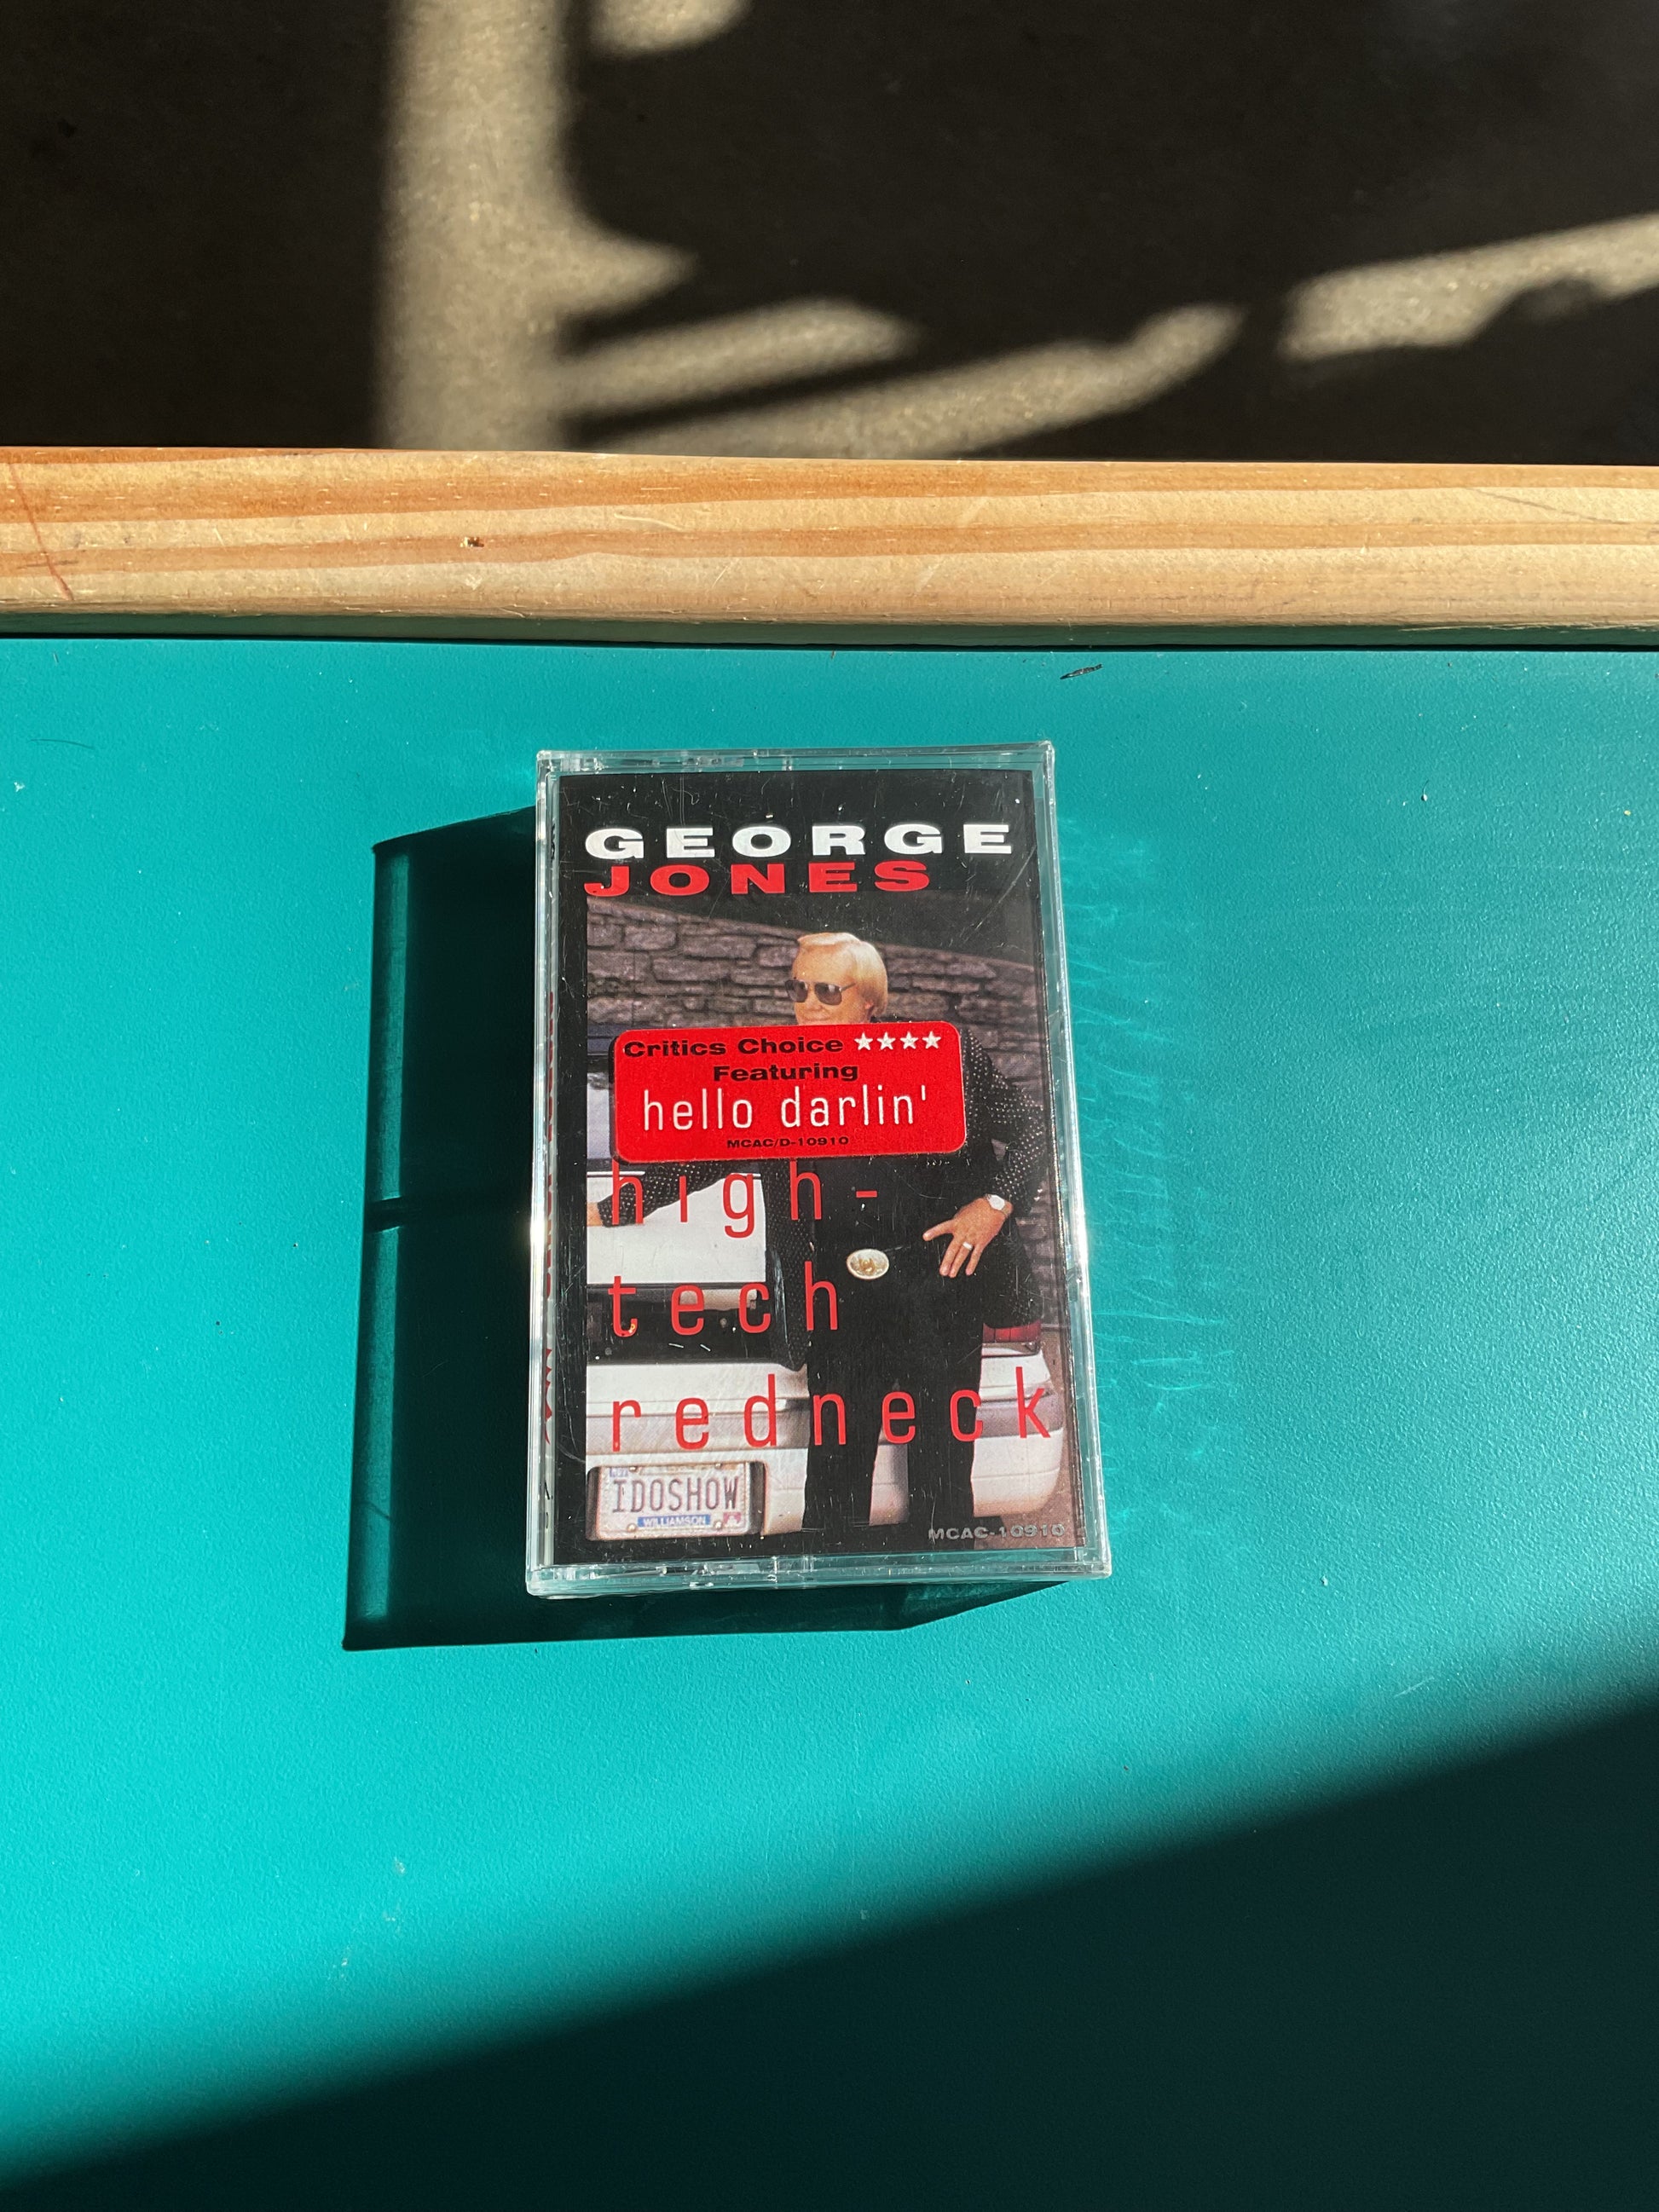 GEORGE
JONES
Critics Choice ★★★★
Featuring
hello darlin'
MCAC/D-10910
high-
tech
redneck
IDOSHOW
WILLIAMSON
MCAC-10910